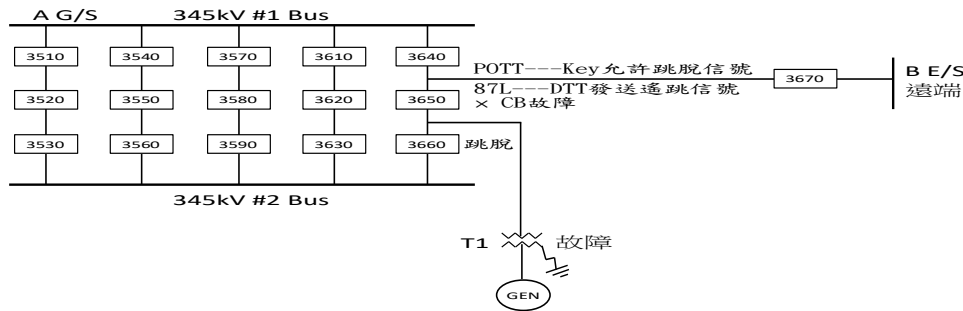 A G/S 345kV #1 Bus
3510 3540 3570 3610 3640
POTT---Key允許跳脫信號
3670
B E/S
遠端
87L---DTT發送遙跳信號
3520 3550 3580 3620 3650
× CB故障
3530 3560 3590 3630 3660 跳脫
345kV #2 Bus
T1 故障
GEN